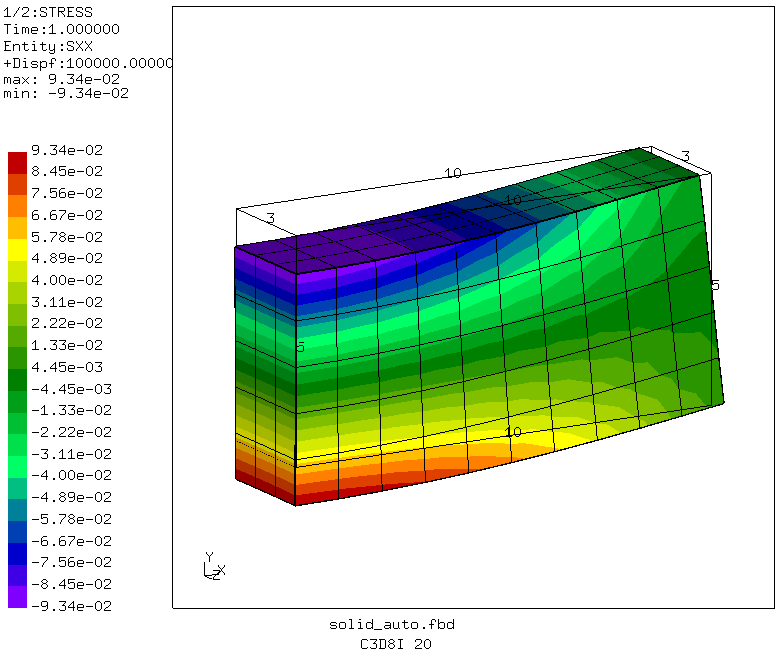 1/2:STRESS
Time:1.000000
Entity:SXX
+Dispf:100000.00000
max: 9.34e-02
min: -9.34e-02
9.34e-02
8.45e-02
7.56e-02
6.67e-02
5.78e-02
4.89e-02
4.00e-02
3.11e-02
2.22e-02
1.33e-02
4.45e-03
-4.45e-03
-1.33e-02
-2.22e-02
-3.11e-02
-4.00e-02
-4.89e-02
-5.78e-02
-6.67e-02
-7.56e-02
-8.45e-02
-9.34e-02
3
10
3
10
5
5
10
Y
X
Z
solid_auto.fbd
C3D8I 20